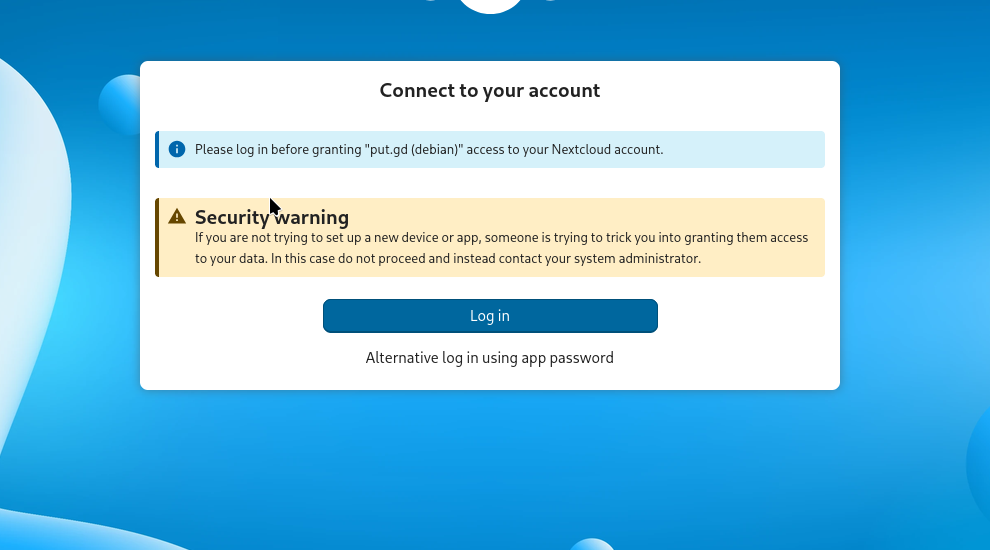 Connect to your account
Please log in before granting "put.gd (debian)" access to your Nextcloud account.
Security warning
If you are not trying to set up a new device or app, someone is trying to trick you into granting them access
to your data. In this case do not proceed and instead contact your system administrator.
Log in
Alternative log in using app password